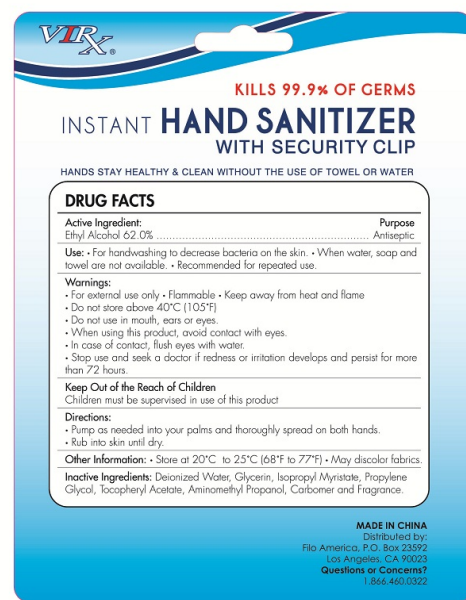 VIRx®
KILLS 99.9% OF GERMS
INSTANT HAND SANITIZER
WITH SECURITY CLIP
HANDS STAY HEALTHY & CLEAN WITHOUT THE USE OF TOWEL OR WATER
DRUG FACTS
Active Ingredient: Purpose
Ethyl Alcohol 62.0% ................................................................ Antiseptic
Use: • For handwashing to decrease bacteria on the skin. • When water, soap and
towel are not available. • Recommended for repeated use.
Warnings:
• For external use only • Flammable • Keep away from heat and flame
• Do not store above 40°C (105°F)
• Do not use in mouth, ears or eyes.
• When using this product, avoid contact with eyes.
• In case of contact, flush eyes with water.
• Stop use and seek a doctor if redness or irritation develops and persist for more
than 72 hours.
Keep Out of the Reach of Children
Children must be supervised in use of this product
Directions:
• Pump as needed into your palms and thoroughly spread on both hands.
• Rub into skin until dry.
Other Information: • Store at 20°C to 25°C (68°F to 77°F) • May discolor fabrics.
Inactive Ingredients: Deionized Water, Glycerin, Isopropyl Myristate, Propylene
Glycol, Tocopheryl Acetate, Aminomethyl Propanol, Carbomer and Fragrance.
MADE IN CHINA
Distributed by:
Filo America, P.O. Box 23592
Los Angeles, CA 90023
Questions or Concerns?
1.866.460.0322